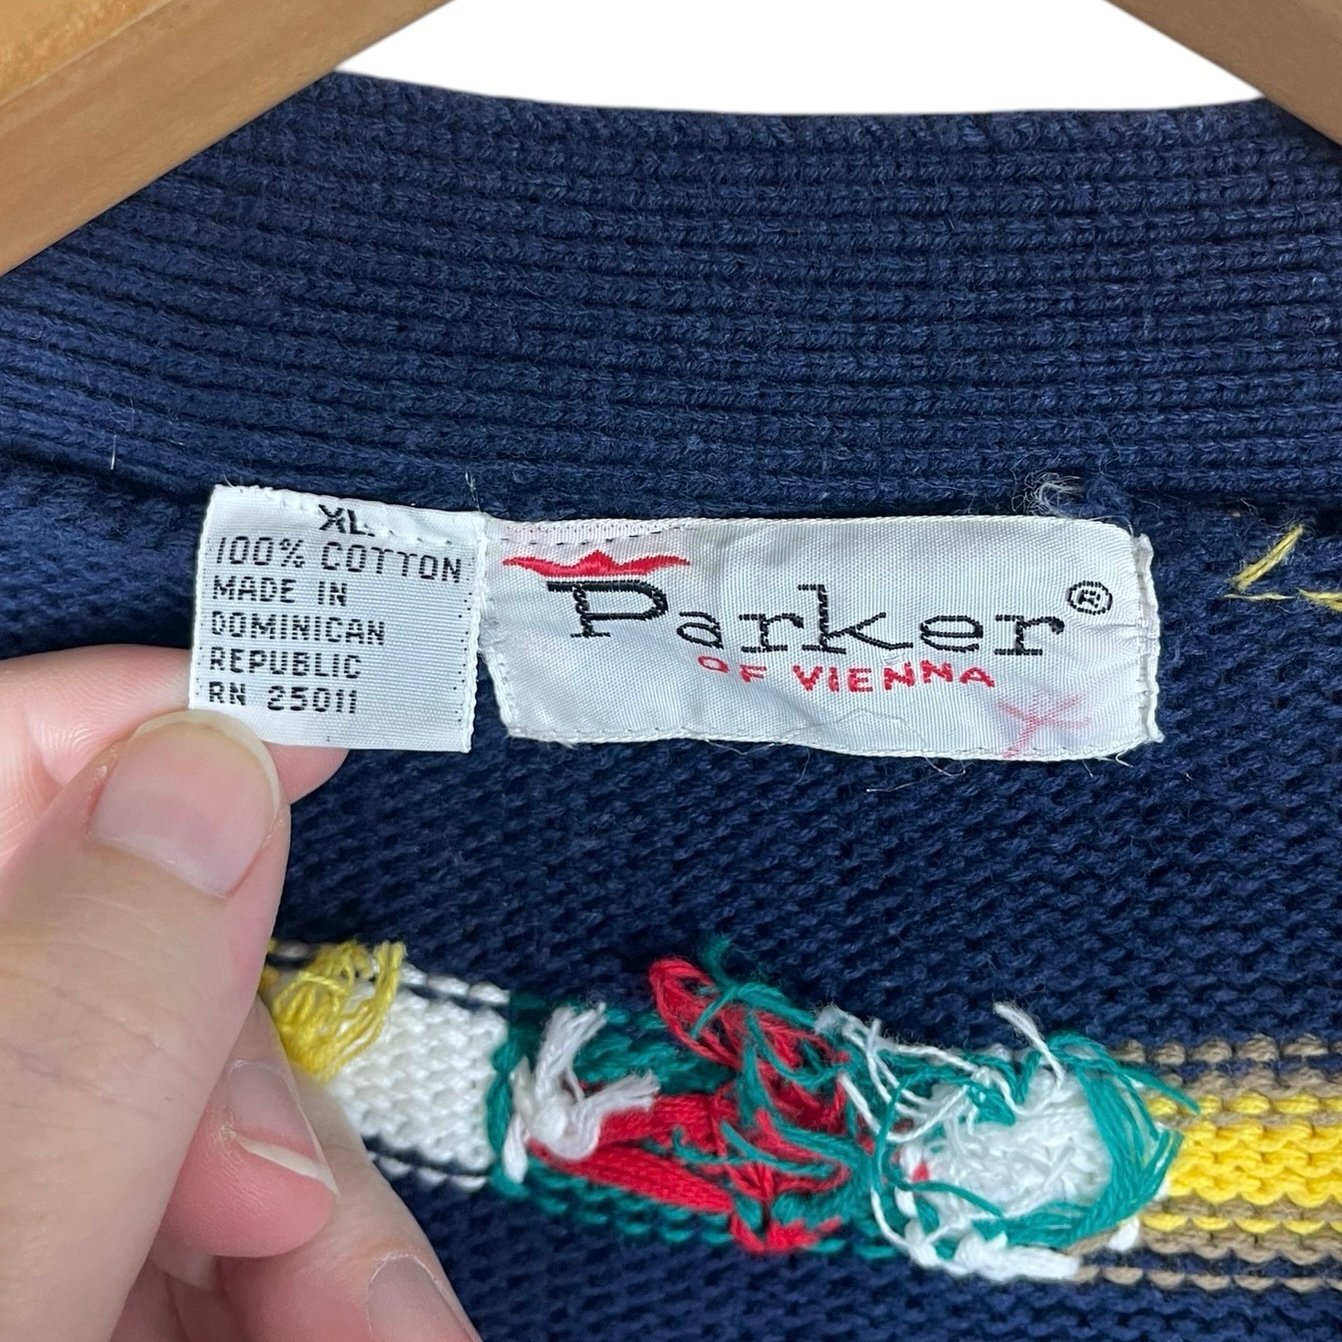 XL
100% COTTON
MADE IN
DOMINICAN
REPUBLIC
RN 25011
Parker®
OF VIENNA